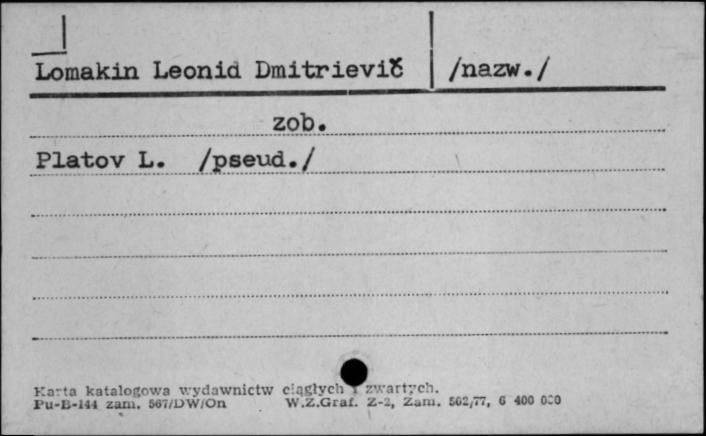 Lomakin Leonid Dmitrievič /nazw./
zob.
Platov L. /pseud./
Karta katalogowa wydawnictw ciągłych i zwartych.
Pu-B-144 zam. 567/DW/On W.Z.Graf. Z-2, Zam. 502/77, 6 400 000